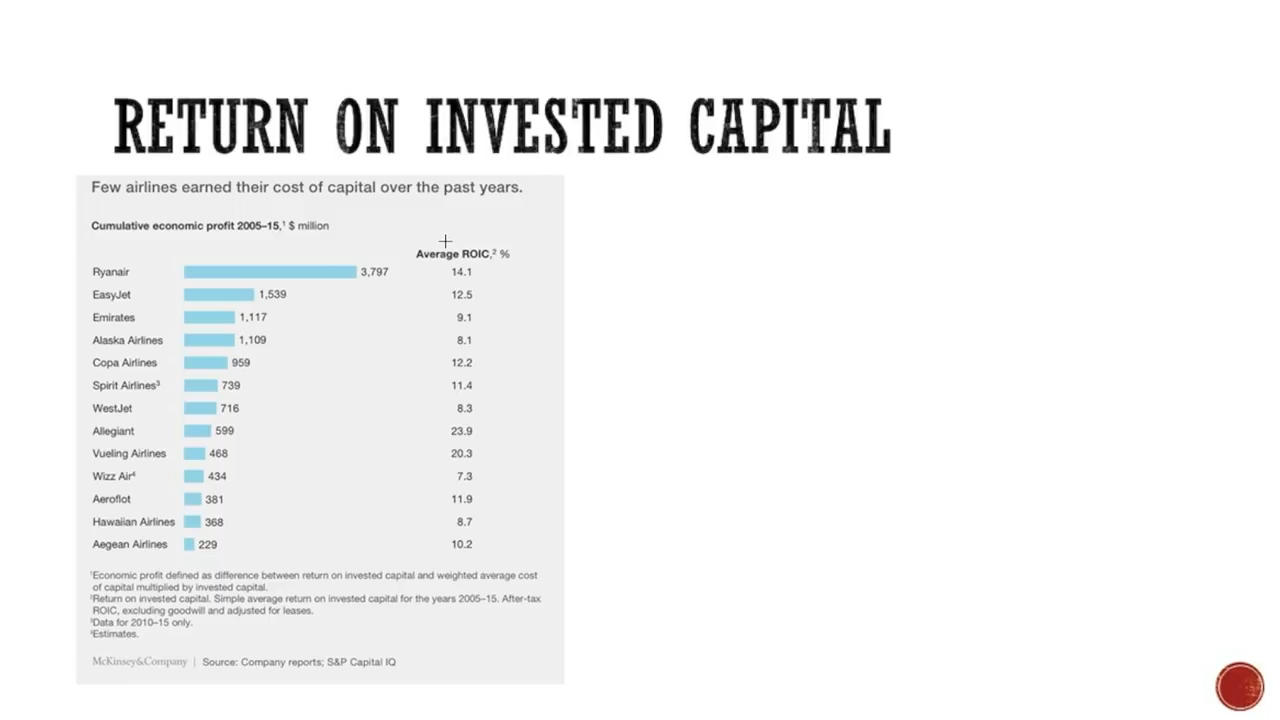 RETURN ON INVESTED CAPITAL
Few airlines earned their cost of capital over the past years.
Cumulative economic profit 2005–15,¹ $ million
Average ROIC,² %
Ryanair 3,797 14.1
EasyJet 1,539 12.5
Emirates 1,117 9.1
Alaska Airlines 1,109 8.1
Copa Airlines 959 12.2
Spirit Airlines³ 739 11.4
WestJet 716 8.3
Allegiant 599 23.9
Vueling Airlines 468 20.3
Wizz Air⁴ 434 7.3
Aeroflot 381 11.9
Hawaiian Airlines 368 8.7
Aegean Airlines 229 10.2
¹Economic profit defined as difference between return on invested capital and weighted average cost
of capital multiplied by invested capital.
²Return on invested capital. Simple average return on invested capital for the years 2005–15. After-tax
ROIC, excluding goodwill and adjusted for leases.
³Data for 2010–15 only.
⁴Estimates.
McKinsey&Company | Source: Company reports; S&P Capital IQ